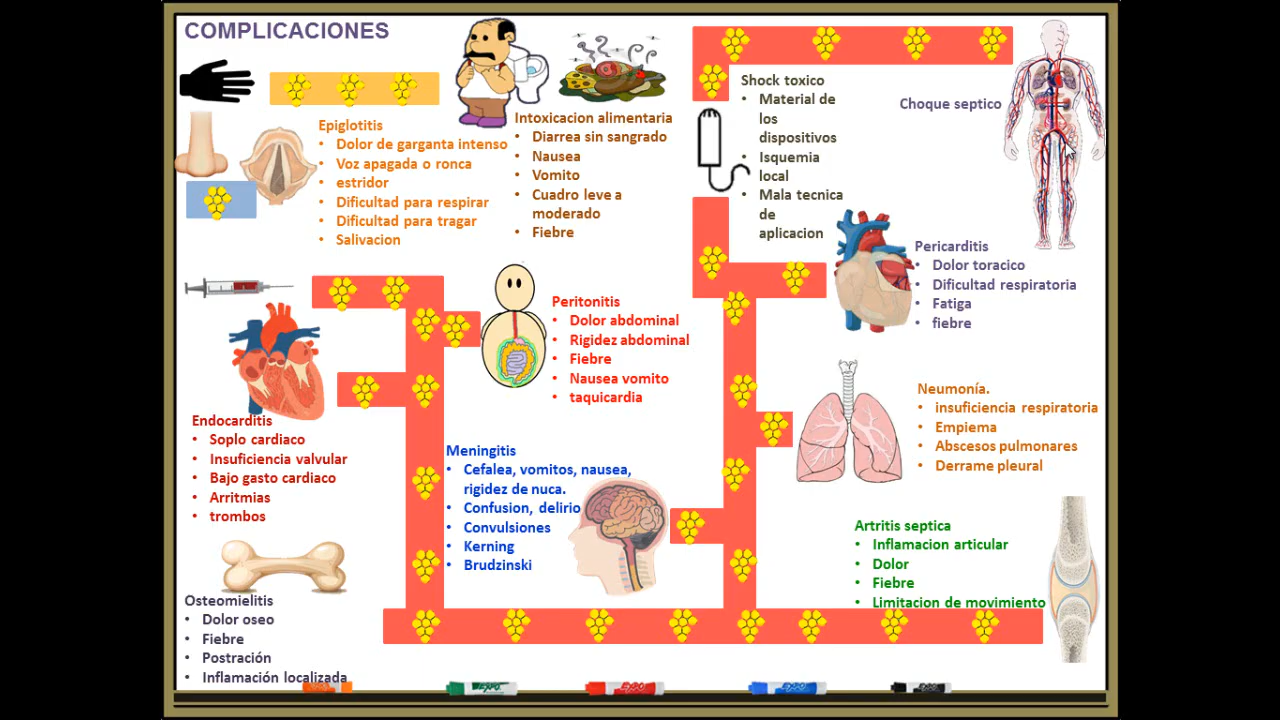 COMPLICACIONES
Epiglotitis
• Dolor de garganta intenso
• Voz apagada o ronca
• estridor
• Dificultad para respirar
• Dificultad para tragar
• Salivacion
Intoxicacion alimentaria
• Diarrea sin sangrado
• Nausea
• Vomito
• Cuadro leve a
moderado
• Fiebre
Shock toxico
• Material de
los
dispositivos
• Isquemia
local
• Mala tecnica
de
aplicacion
Choque septico
Pericarditis
• Dolor toracico
• Dificultad respiratoria
• Fatiga
• fiebre
Peritonitis
• Dolor abdominal
• Rigidez abdominal
• Fiebre
• Nausea vomito
• taquicardia
Endocarditis
• Soplo cardiaco
• Insuficiencia valvular
• Bajo gasto cardiaco
• Arritmias
• trombos
Meningitis
• Cefalea, vomitos, nausea,
rigidez de nuca.
• Confusion, delirio
• Convulsiones
• Kerning
• Brudzinski
Neumonía.
• insuficiencia respiratoria
• Empiema
• Abscesos pulmonares
• Derrame pleural
Artritis septica
• Inflamacion articular
• Dolor
• Fiebre
• Limitacion de movimiento
Osteomielitis
• Dolor oseo
• Fiebre
• Postración
• Inflamación localizada
EXPO
EXPO
EXPO
EXPO